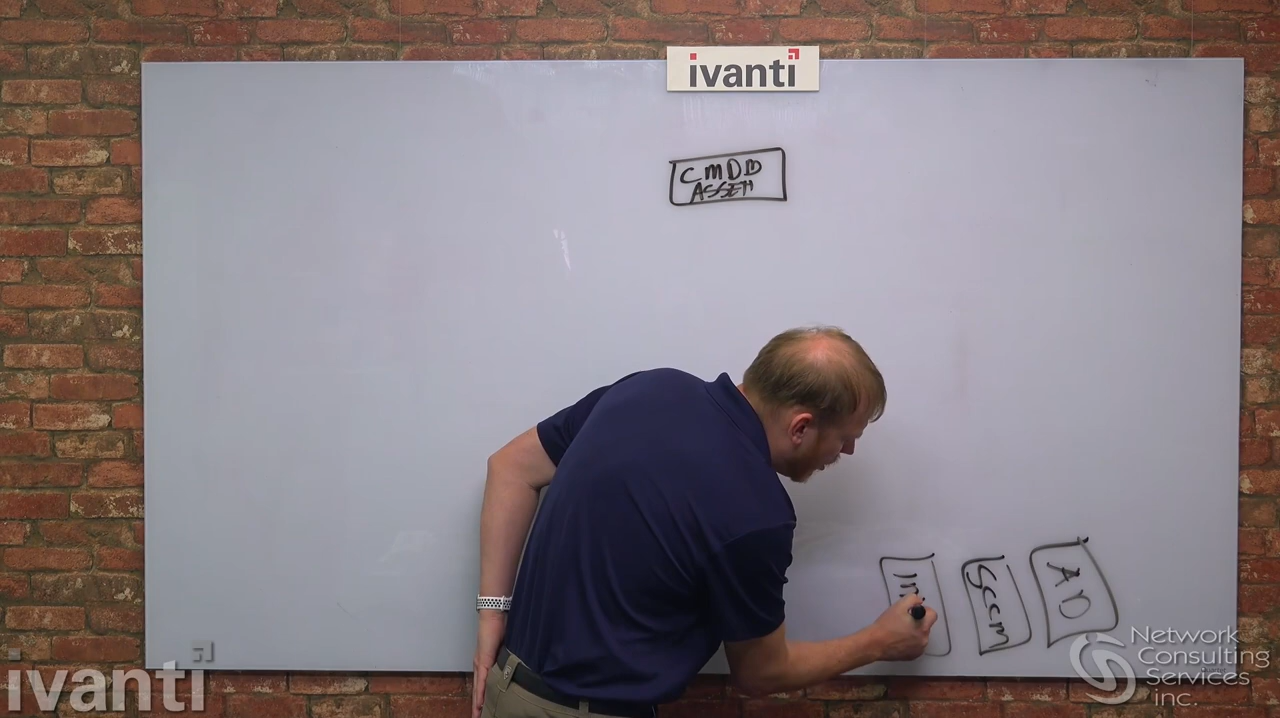 ivanti
CMDB
ASSET
SCCM
AD
ivanti
Network
Consulting
Services
inc.